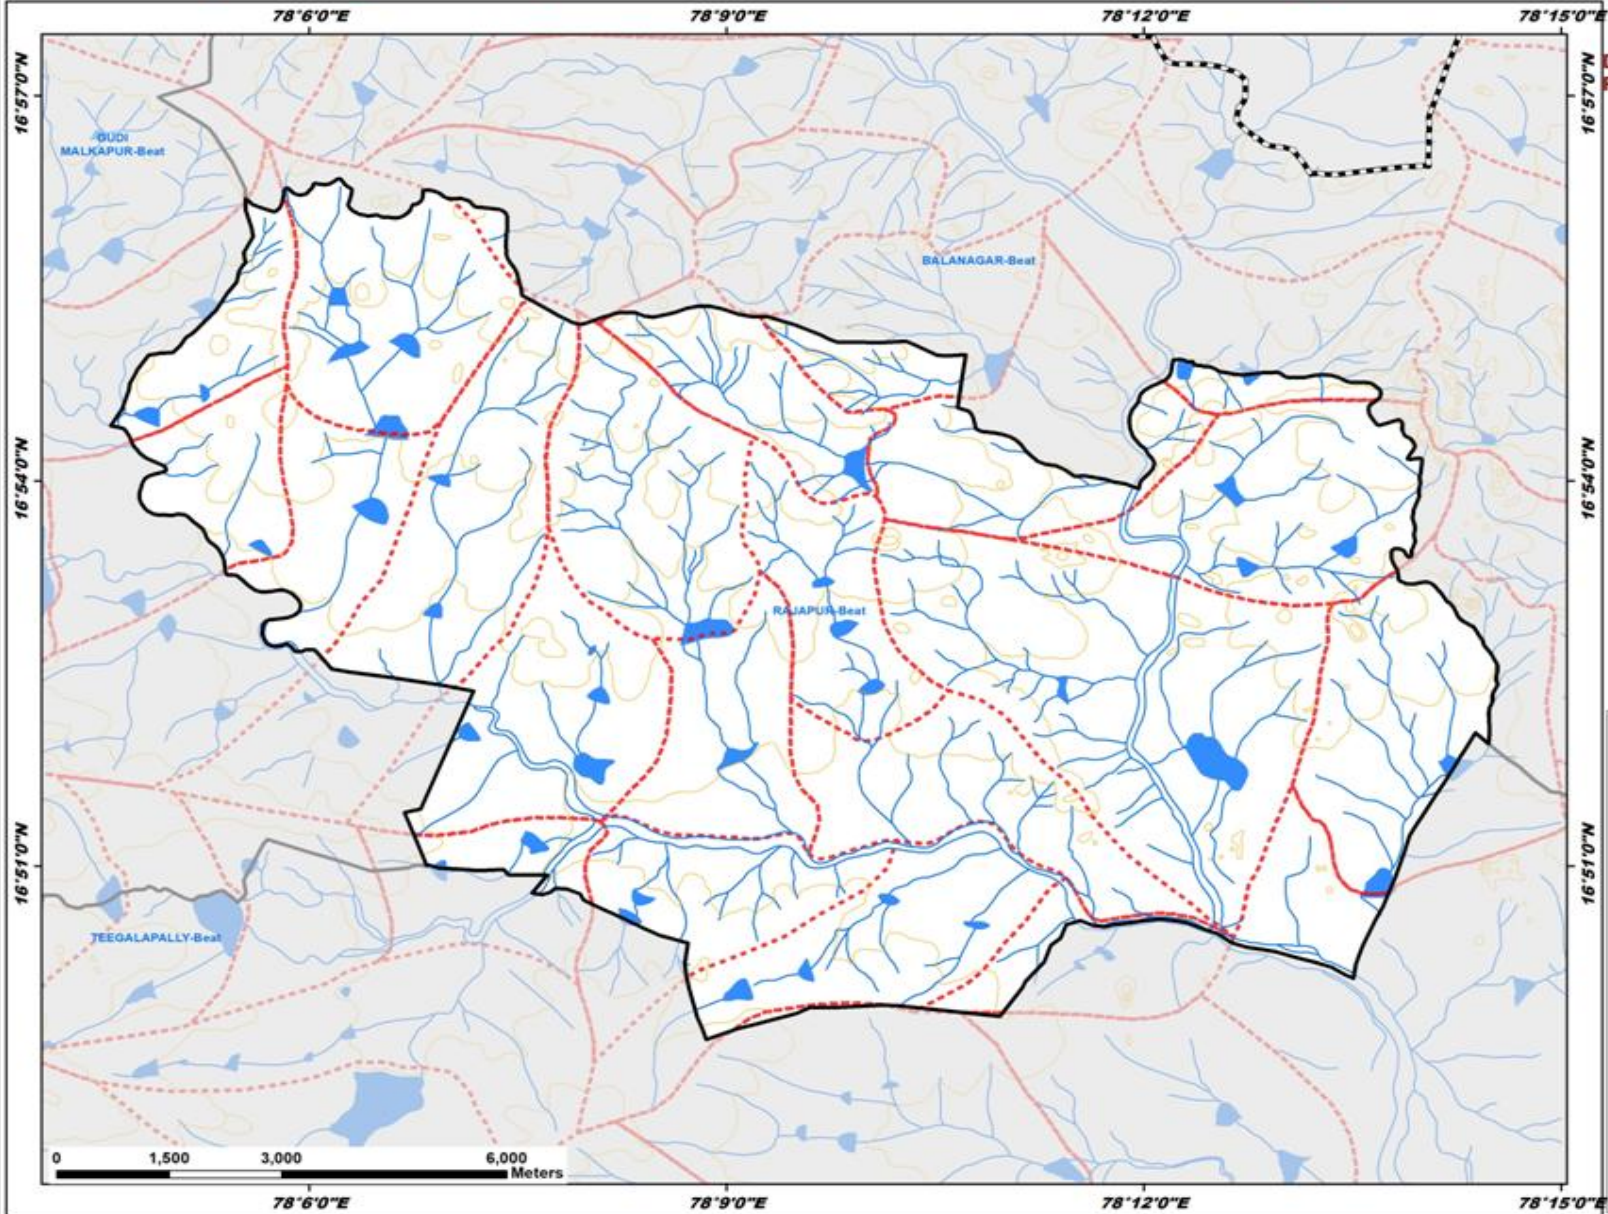 78°6'0"E
78°9'0"E
78°12'0"E
78°15'0"E
16°57'0"N
16°57'0"N
GUDI
MALKAPUR-Beat
BALANAGAR-Beat
16°54'0"N
16°54'0"N
RAJAPUR-Beat
16°51'0"N
16°51'0"N
TEEGALAPALLY-Beat
0 1,500 3,000 6,000
Meters
78°6'0"E
78°9'0"E
78°12'0"E
78°15'0"E